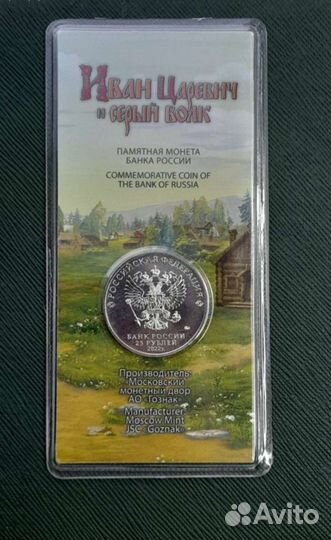 Иван Царевич
и серый волк
ПАМЯТНАЯ МОНЕТА
БАНКА РОССИИ
COMMEMORATIVE COIN OF
THE BANK OF RUSSIA
РОССИЙСКАЯ ФЕДЕРАЦИЯ
БАНК РОССИИ
25 РУБЛЕЙ
2022 г.
Производитель-
Московский
монетный двор
АО "Гознак"
Manufacturer-
Moscow Mint
JSC "Goznak"
Avito